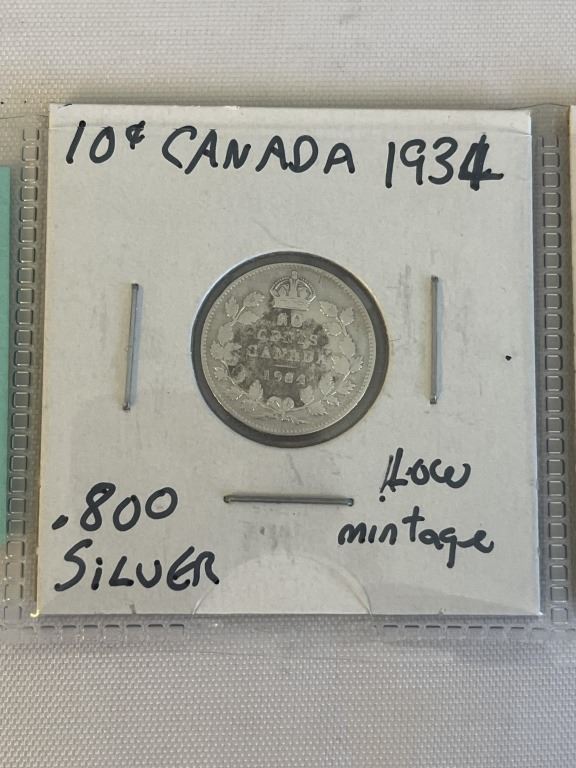 10¢ CANADA 1934
10
CENTS
CANADA
1934
.800
SILVER
Low
mintage